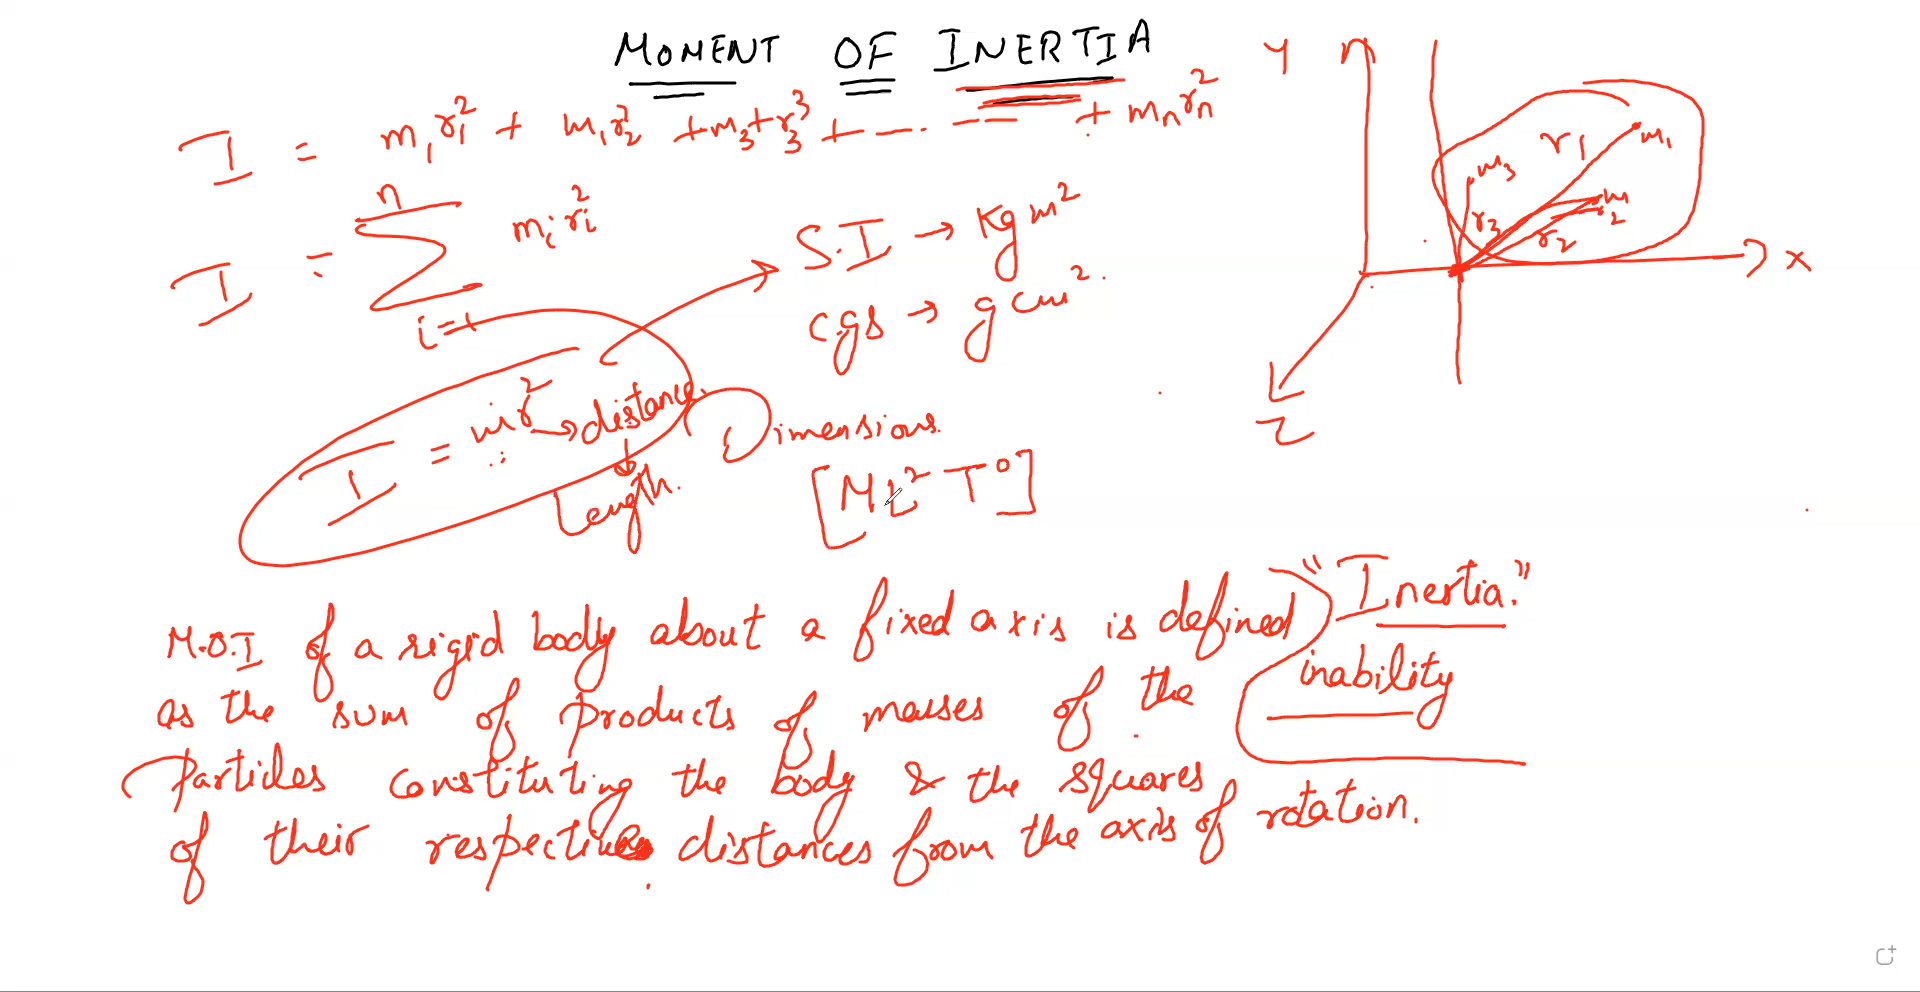 MOMENT OF INERTIA
I = m₁r₁² + m₁r₂² + m₃ + r₃³ + - - .. - - - + mₙrₙ²
I = n Σ i=1 mᵢrᵢ²
S.I → Kg m²
cgs → g cm².
I = mr² → distance
↓
Length.
Dimensions.
[M L² T⁰]
y
x
z
r₁
m₁
m₃
m₂
r₃
r₂
"Inertia."
inability
M.O.I of a rigid body about a fixed axis is defined
as the sum of products of masses of the
Particles constituting the body & the squares
of their respective distances from the axis of rotation.